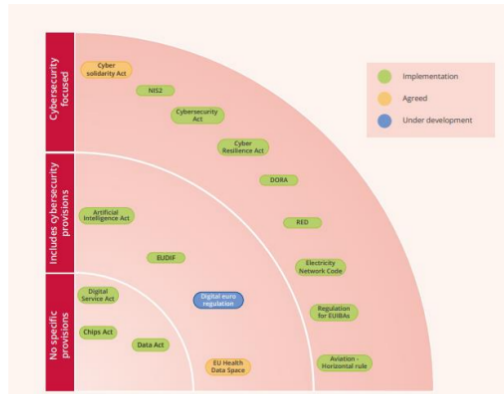 Cybersecurity
focused
Includes cybersecurity
provisions
No specific
provisions
Cyber
solidarity Act
NIS2
Cybersecurity
Act
Cyber
Resilience Act
DORA
RED
Electricity
Network Code
Regulation
for EUIBAs
Aviation -
Horizontal rule
Artificial
Intelligence Act
EUDIF
Digital euro
regulation
EU Health
Data Space
Digital
Service Act
Chips Act
Data Act
Implementation
Agreed
Under development